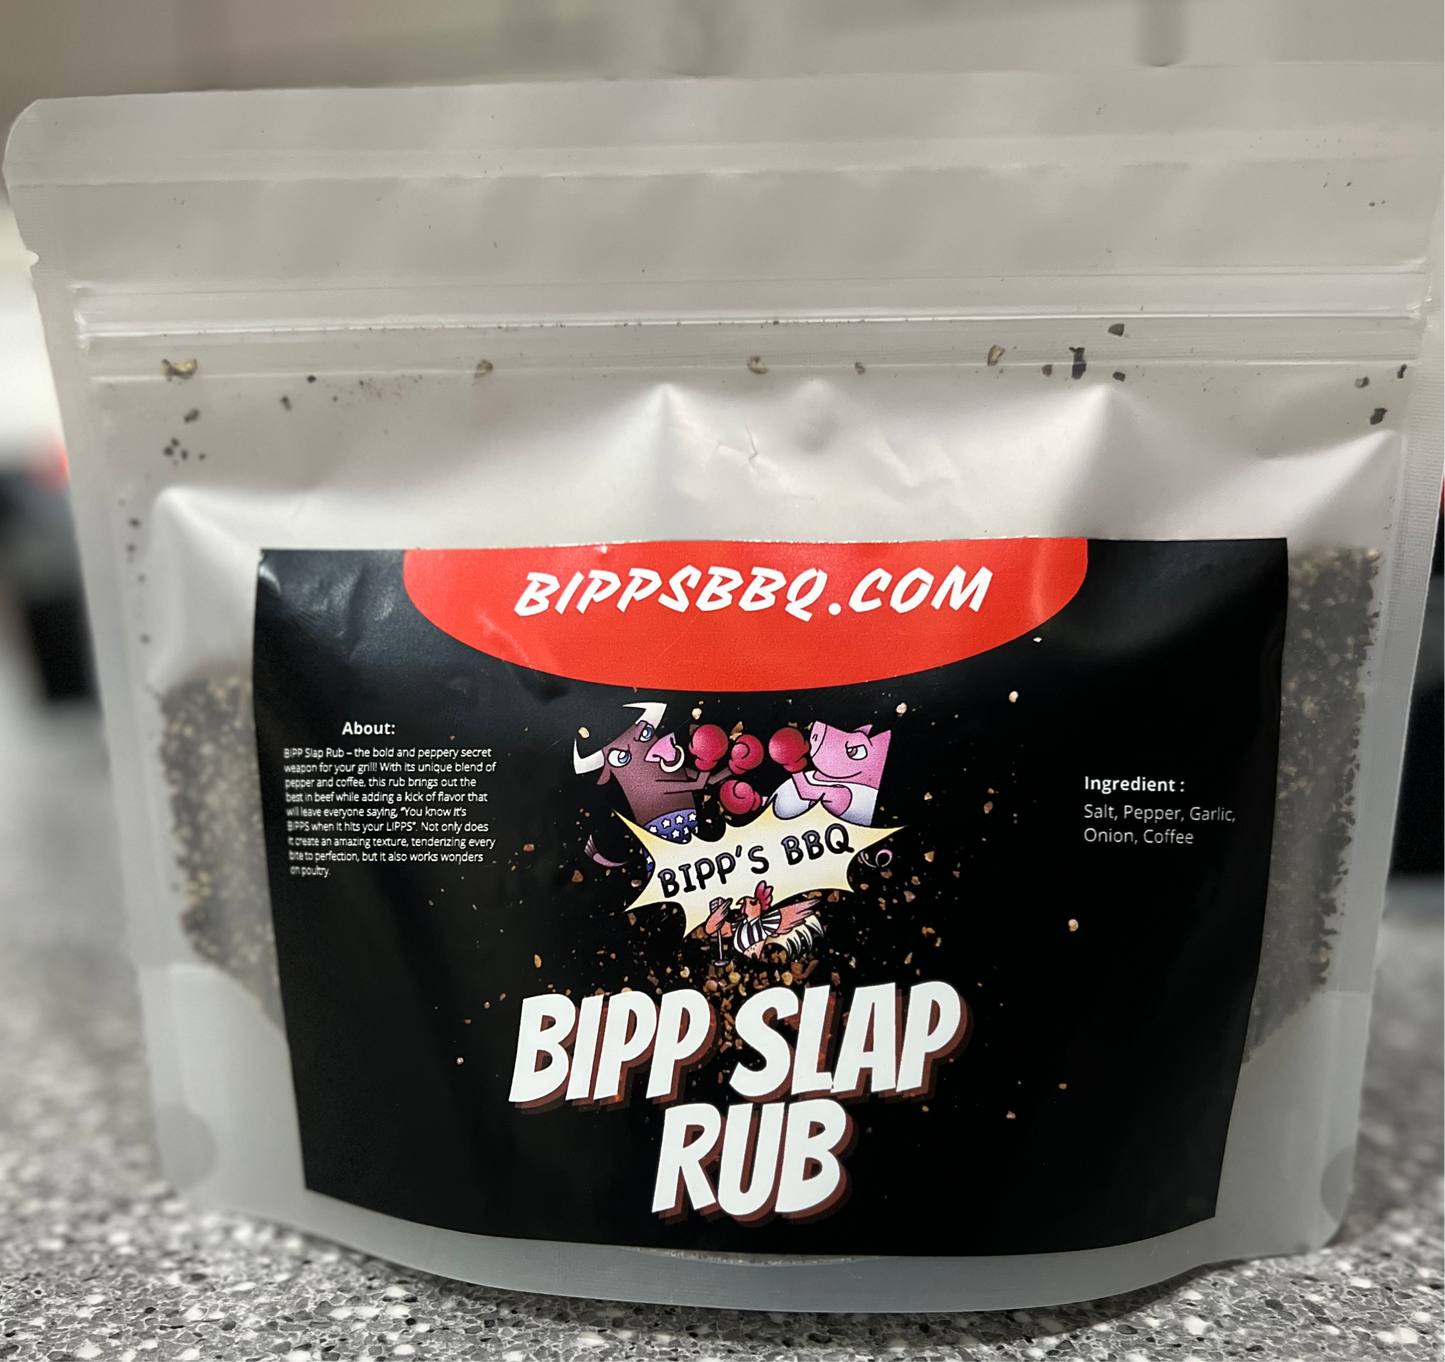 BIPPSBBQ.COM
About:
BIPP Slap Rub – the bold and peppery secret
weapon for your grill! With its unique blend of
pepper and coffee, this rub brings out the
best in beef while adding a kick of flavor that
will leave everyone saying, "You know it's
BIPPS when it hits your LIPPS". Not only does
it create an amazing texture, tenderizing every
bite to perfection, but it also works wonders
on poultry.
BIPP'S BBQ
Ingredient :
Salt, Pepper, Garlic,
Onion, Coffee
BIPP SLAP
RUB